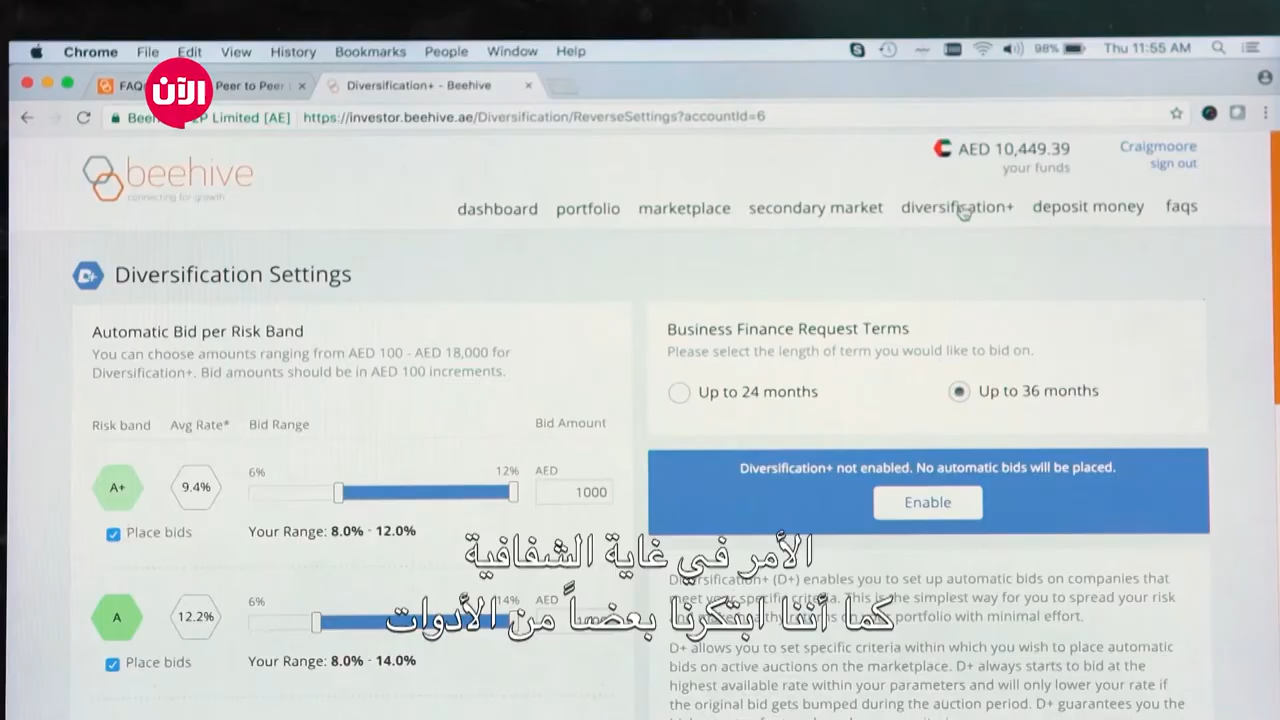 Chrome File Edit View History Bookmarks People Window Help
98% Thu 11:55 AM
FAQ Peer to Peer
Diversification+ - Beehive
الآن
Limited [AE] https://investor.beehive.ae/Diversification/ReverseSettings?accountId=6
beehive
connecting for growth
AED 10,449.39
your funds
Craigmoore
sign out
dashboard portfolio marketplace secondary market diversification+ deposit money faqs
D+ Diversification Settings
Automatic Bid per Risk Band
You can choose amounts ranging from AED 100 - AED 18,000 for
Diversification+. Bid amounts should be in AED 100 increments.
Risk band Avg Rate* Bid Range Bid Amount
A+ 9.4% 6% 12% AED 1000
Place bids Your Range: 8.0% - 12.0%
A 12.2% 6% 14% AED
Place bids Your Range: 8.0% - 14.0%
Business Finance Request Terms
Please select the length of term you would like to bid on.
Up to 24 months Up to 36 months
Diversification+ not enabled. No automatic bids will be placed.
Enable
الأمر في غاية الشفافية
كما أننا ابتكرنا بعضاً من الأدوات
Diversification+ (D+) enables you to set up automatic bids on companies that
meet your specific criteria. This is the simplest way for you to spread your risk
portfolio with minimal effort.
D+ allows you to set specific criteria within which you wish to place automatic
bids on active auctions on the marketplace. D+ always starts to bid at the
highest available rate within your parameters and will only lower your rate if
the original bid gets bumped during the auction period. D+ guarantees you the